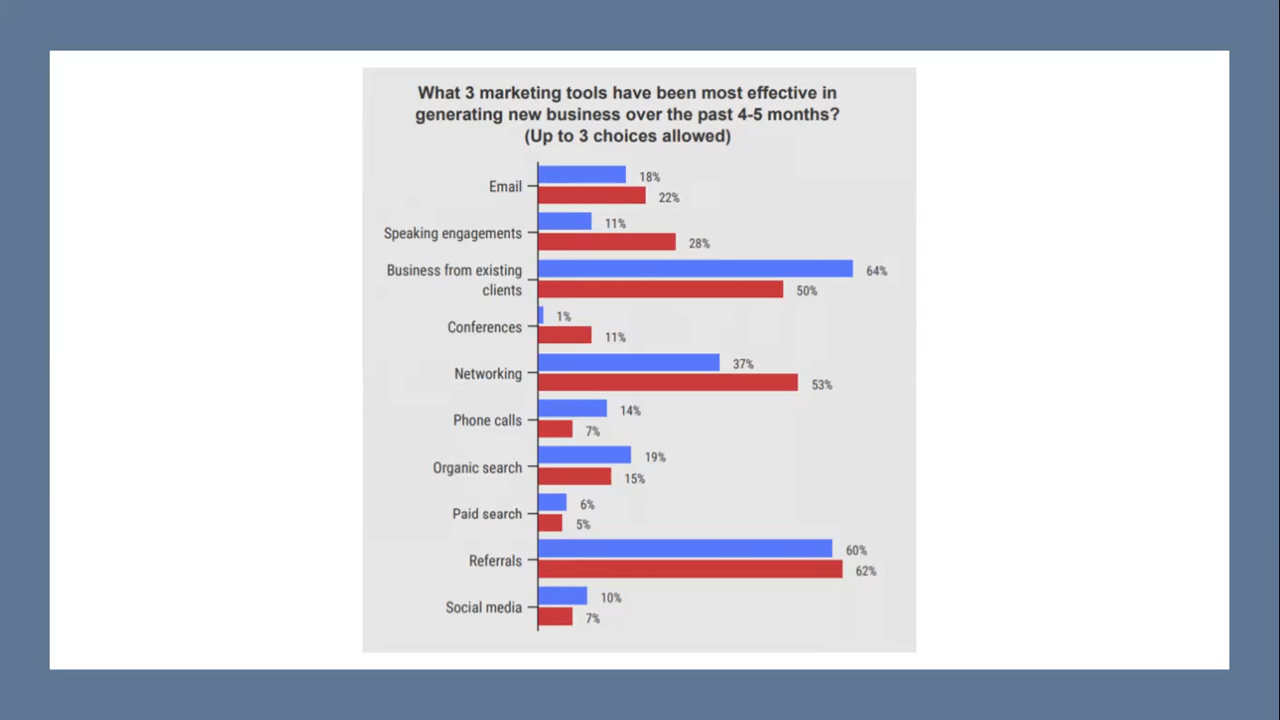 What 3 marketing tools have been most effective in
generating new business over the past 4-5 months?
(Up to 3 choices allowed)
Email
18%
22%
Speaking engagements
11%
28%
Business from existing
clients
64%
50%
Conferences
1%
11%
Networking
37%
53%
Phone calls
14%
7%
Organic search
19%
15%
Paid search
6%
5%
Referrals
60%
62%
Social media
10%
7%